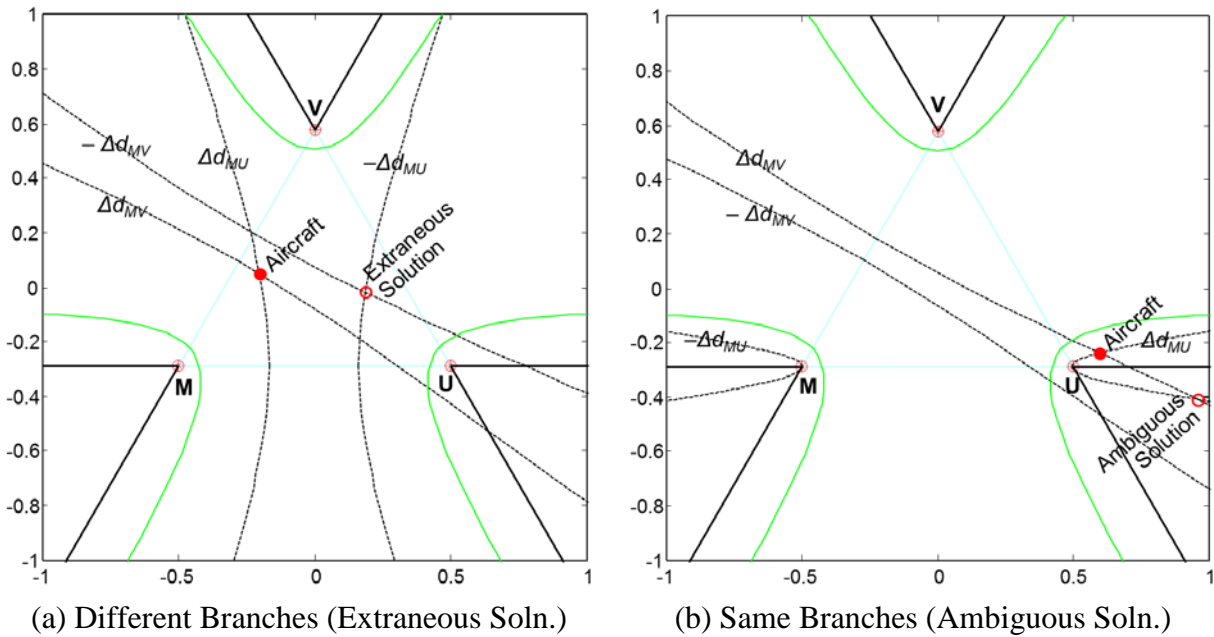 1
0.8
0.6
0.4
0.2
0
-0.2
-0.4
-0.6
-0.8
-1
-1
-0.5
0
0.5
1
V
M
U
− Δd_MV
Δd_MV
Δd_MU
−Δd_MU
Aircraft
Extraneous
Solution
(a) Different Branches (Extraneous Soln.)
1
0.8
0.6
0.4
0.2
0
-0.2
-0.4
-0.6
-0.8
-1
-1
-0.5
0
0.5
1
V
M
U
Δd_MV
− Δd_MV
−Δd_MU
Δd_MU
Aircraft
Ambiguous
Solution
(b) Same Branches (Ambiguous Soln.)